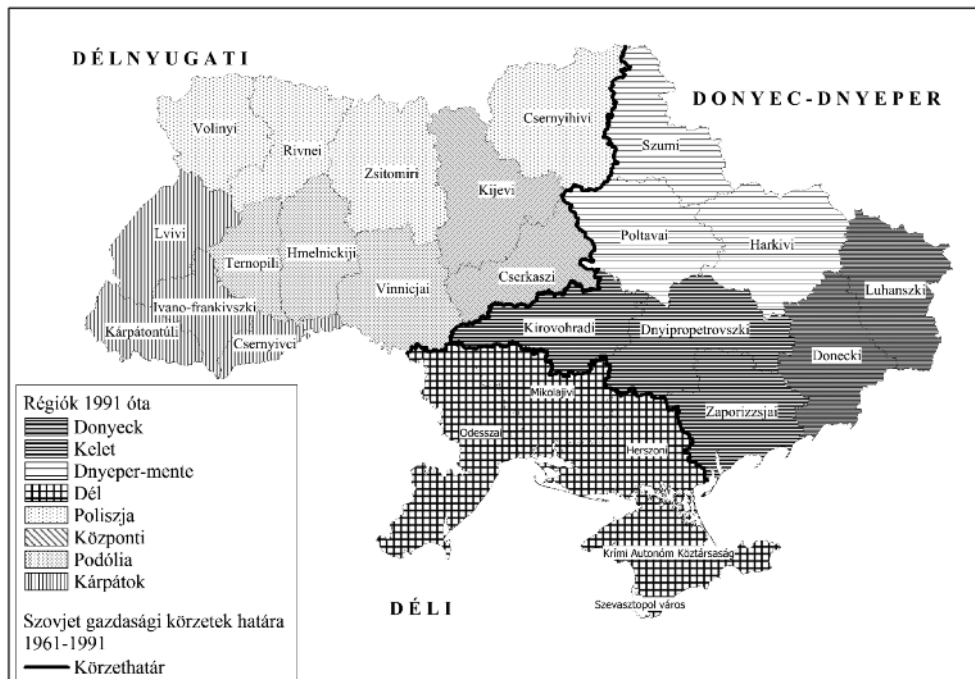 DÉLNYUGATI
DONYEC-DNYEPER
Csernyihivi
Volinyi
Rivnei
Szumi
Zsitomiri
Kijevi
Lvivi
Poltavai
Harkivi
Ternopili
Hmelnickiji
Vinnicjai
Cserkaszi
Luhanszki
Ivano-frankivszki
Kárpátontúli
Csernyivci
Kirovohradi
Dnyipropetrovszki
Donecki
Mikolajivi
Zaporizzsjai
Odesszai
Herszoni
Krími Autonóm Köztársaság
Szevasztopol város
DÉLI
Régiók 1991 óta
Donyeck
Kelet
Dnyeper-mente
Dél
Poliszja
Központi
Podólia
Kárpátok
Szovjet gazdasági körzetek határa
1961-1991
Körzethatár